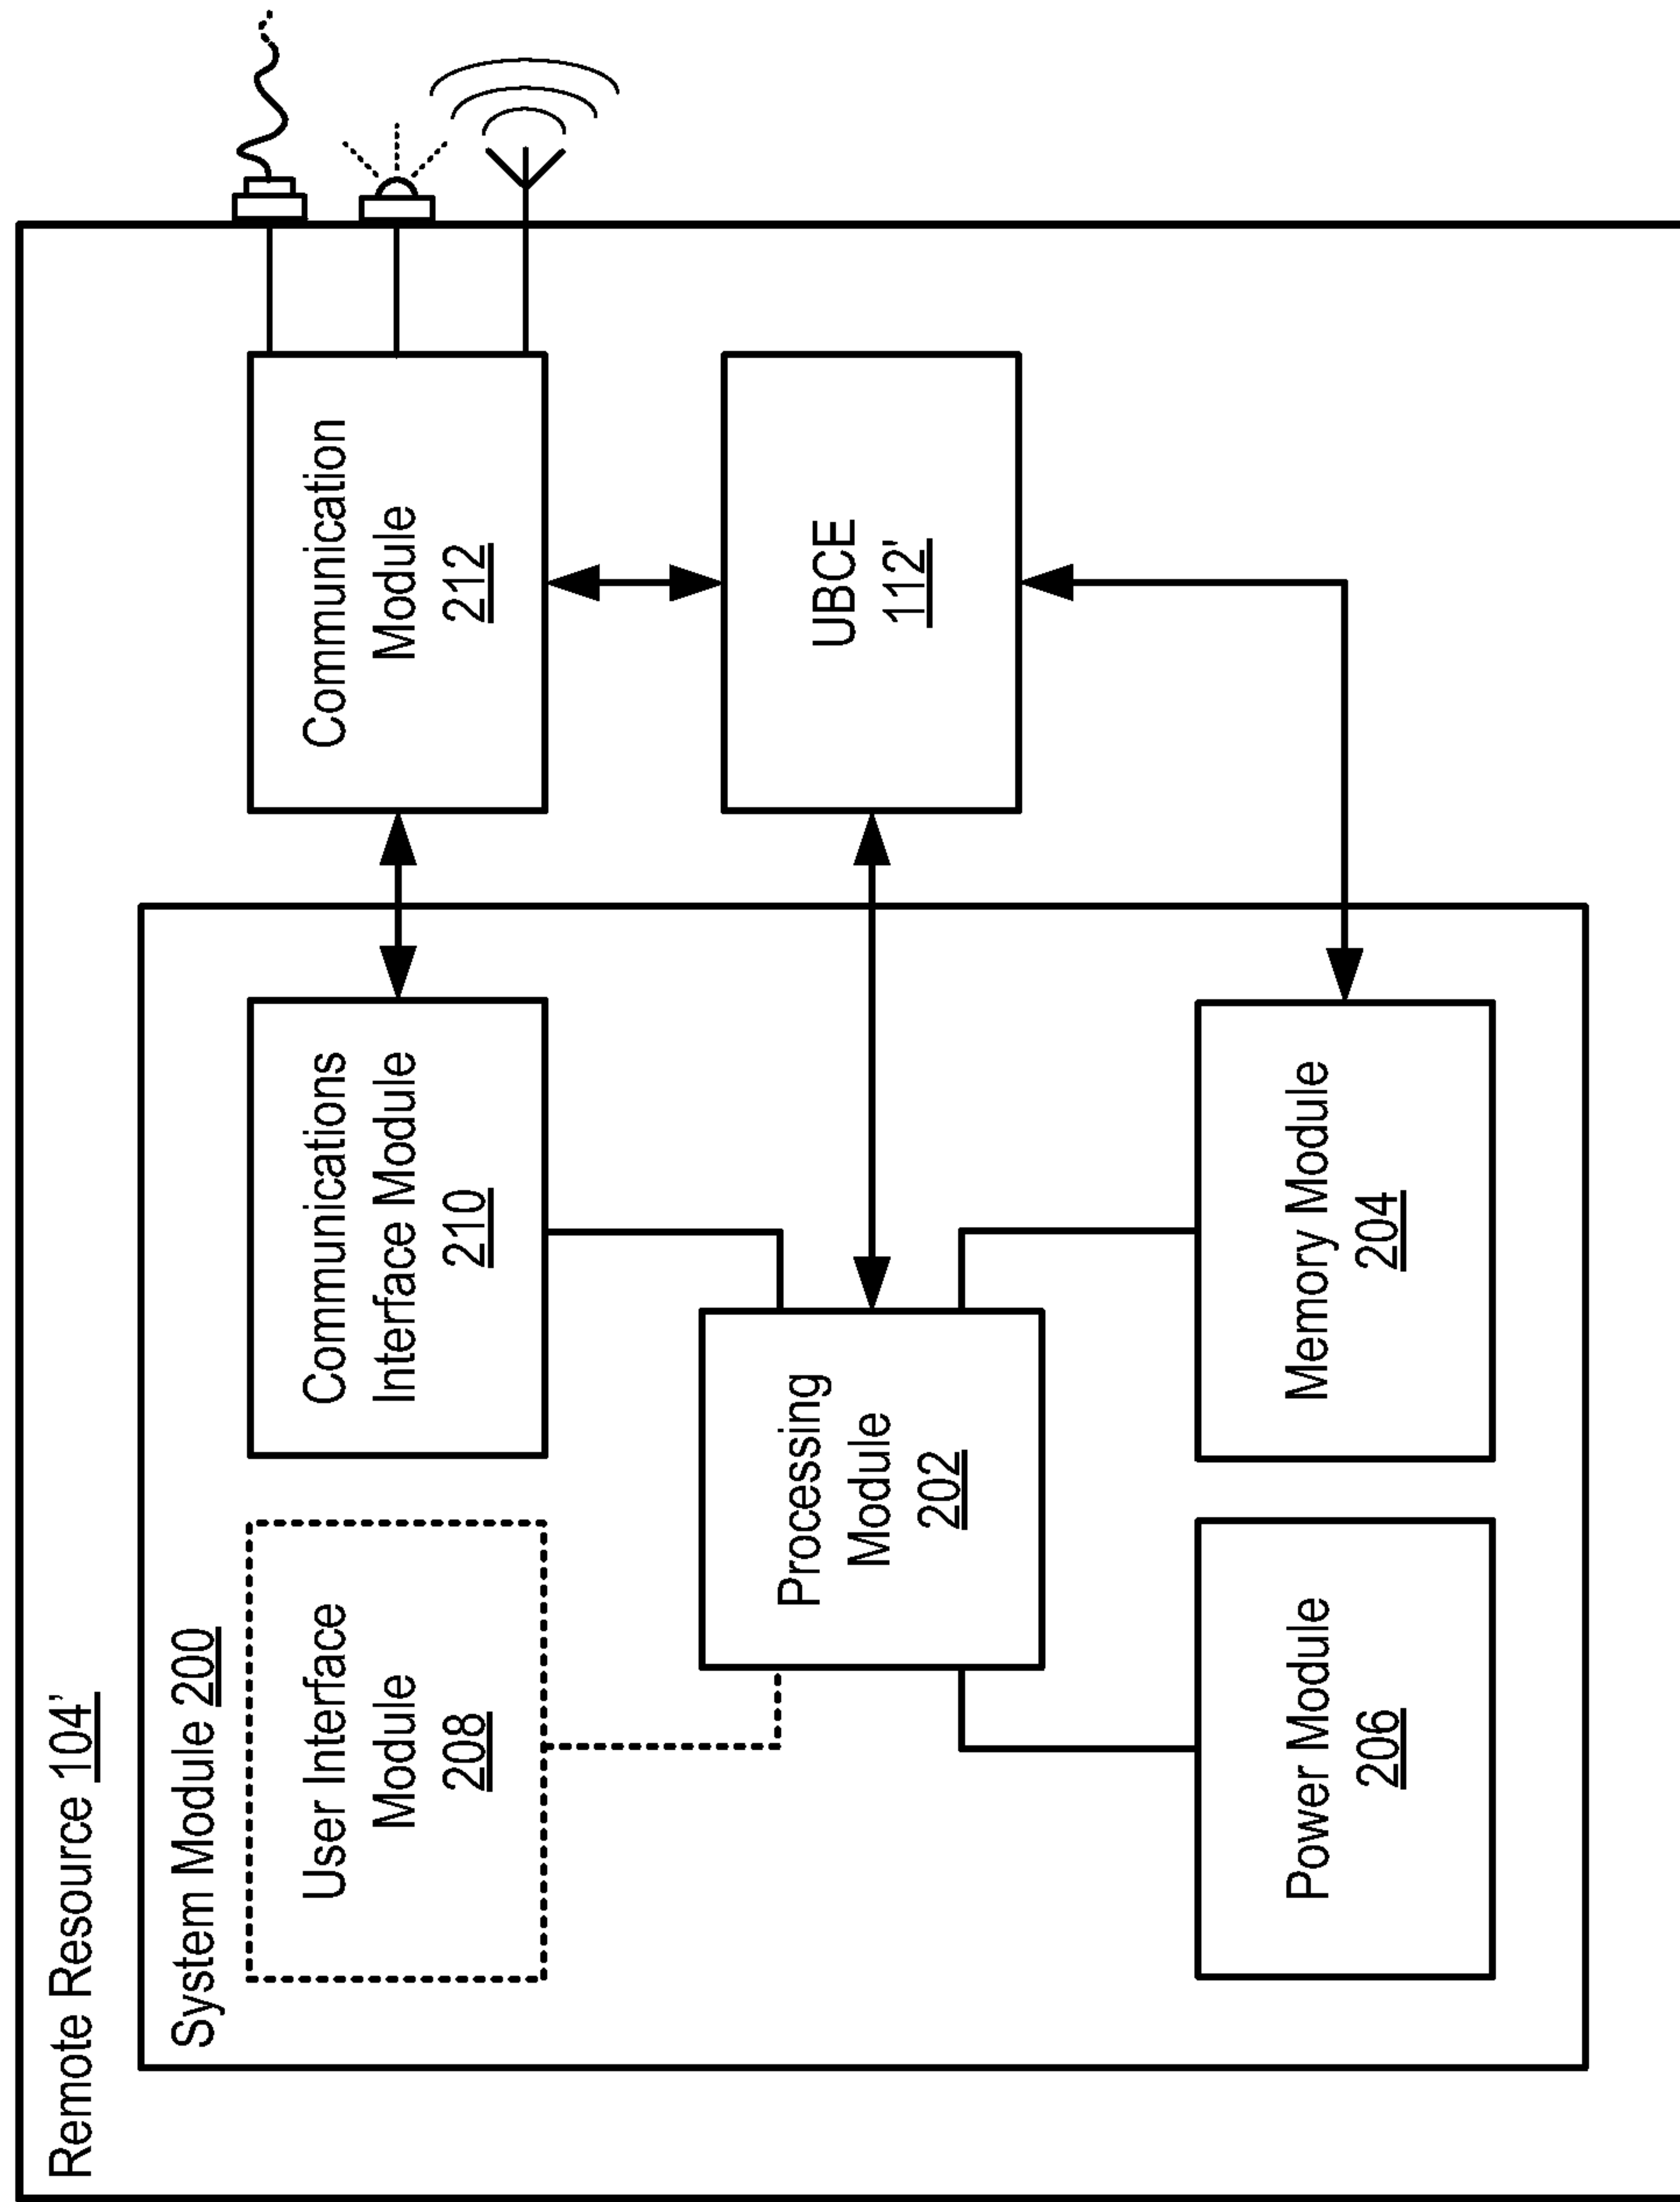 Remote Resource 104’
System Module 200
User Interface
Module
208
Communications
Interface Module
210
Communication
Module
212
Processing
Module
202
UBCE
112'
Power Module
206
Memory Module
204